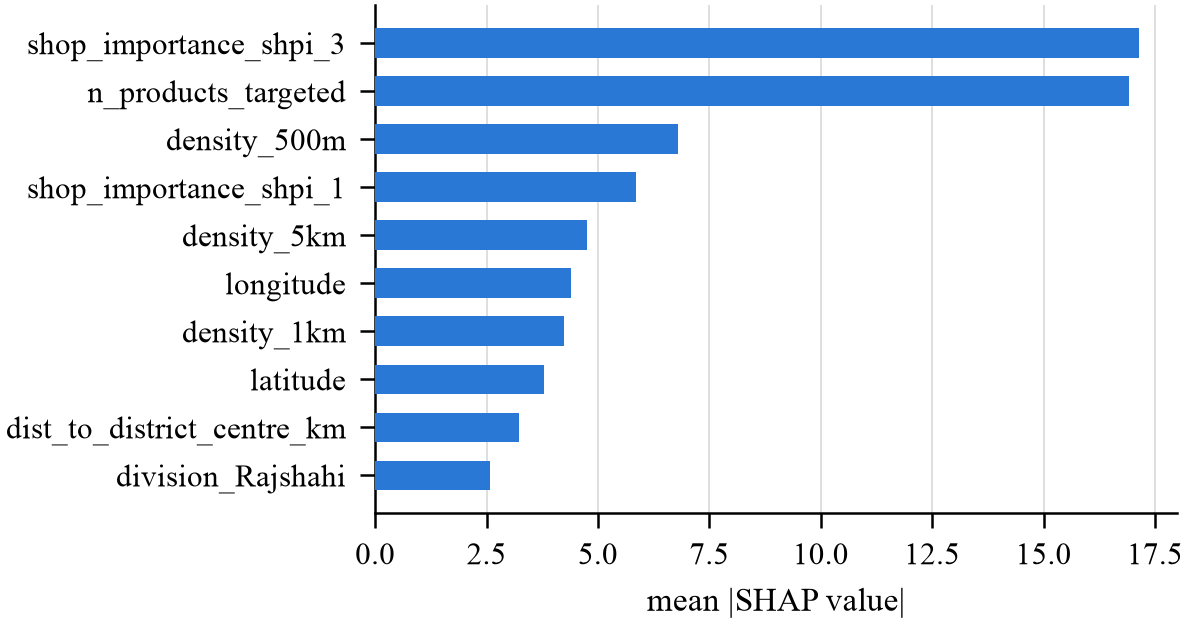 shop_importance_shpi_3
n_products_targeted
density_500m
shop_importance_shpi_1
density_5km
longitude
density_1km
latitude
dist_to_district_centre_km
division_Rajshahi
0.0 2.5 5.0 7.5 10.0 12.5 15.0 17.5
mean |SHAP value|